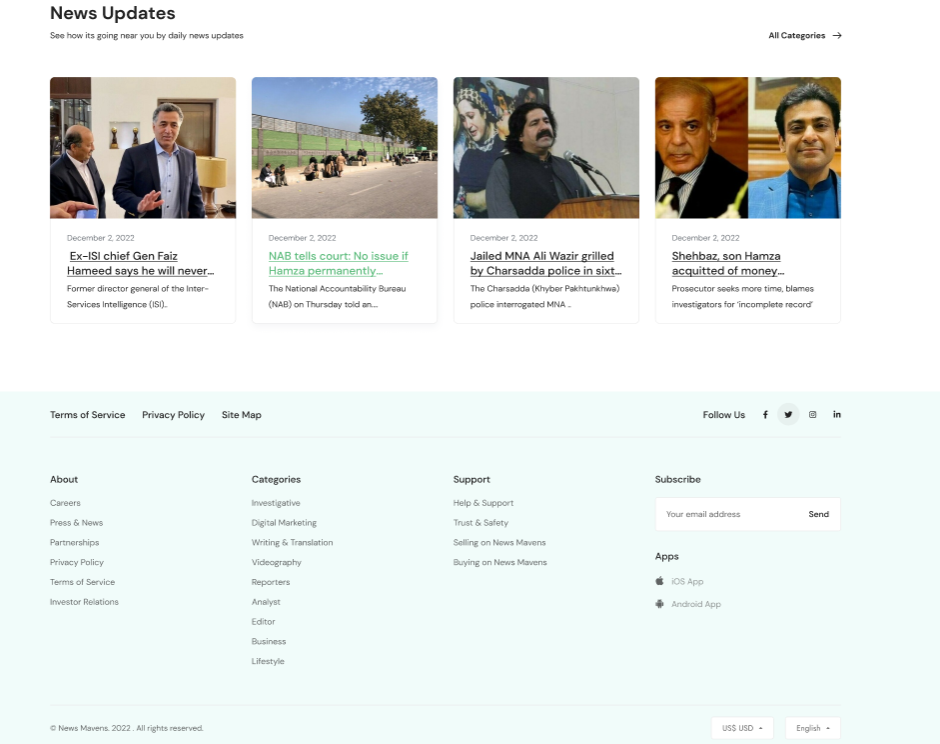 News Updates
See how its going near you by daily news updates
All Categories
December 2, 2022
Ex-ISI chief Gen Faiz
Hameed says he will never...
Former director general of the Inter-
Services Intelligence (ISI)..
December 2, 2022
NAB tells court: No issue if
Hamza permanently...
The National Accountability Bureau
(NAB) on Thursday told an...
December 2, 2022
Jailed MNA Ali Wazir grilled
by Charsadda police in sixt...
The Charsadda (Khyber Pakhtunkhwa)
police interrogated MNA ..
December 2, 2022
Shehbaz, son Hamza
acquitted of money...
Prosecutor seeks more time, blames
investigators for 'incomplete record'
Terms of Service
Privacy Policy
Site Map
Follow Us
About
Careers
Press & News
Partnerships
Privacy Policy
Terms of Service
Investor Relations
Categories
Investigative
Digital Marketing
Writing & Translation
Videography
Reporters
Analyst
Editor
Business
Lifestyle
Support
Help & Support
Trust & Safety
Selling on News Mavens
Buying on News Mavens
Subscribe
Your email address
Send
Apps
iOS App
Android App
© News Mavens. 2022 . All rights reserved.
US$ USD
English